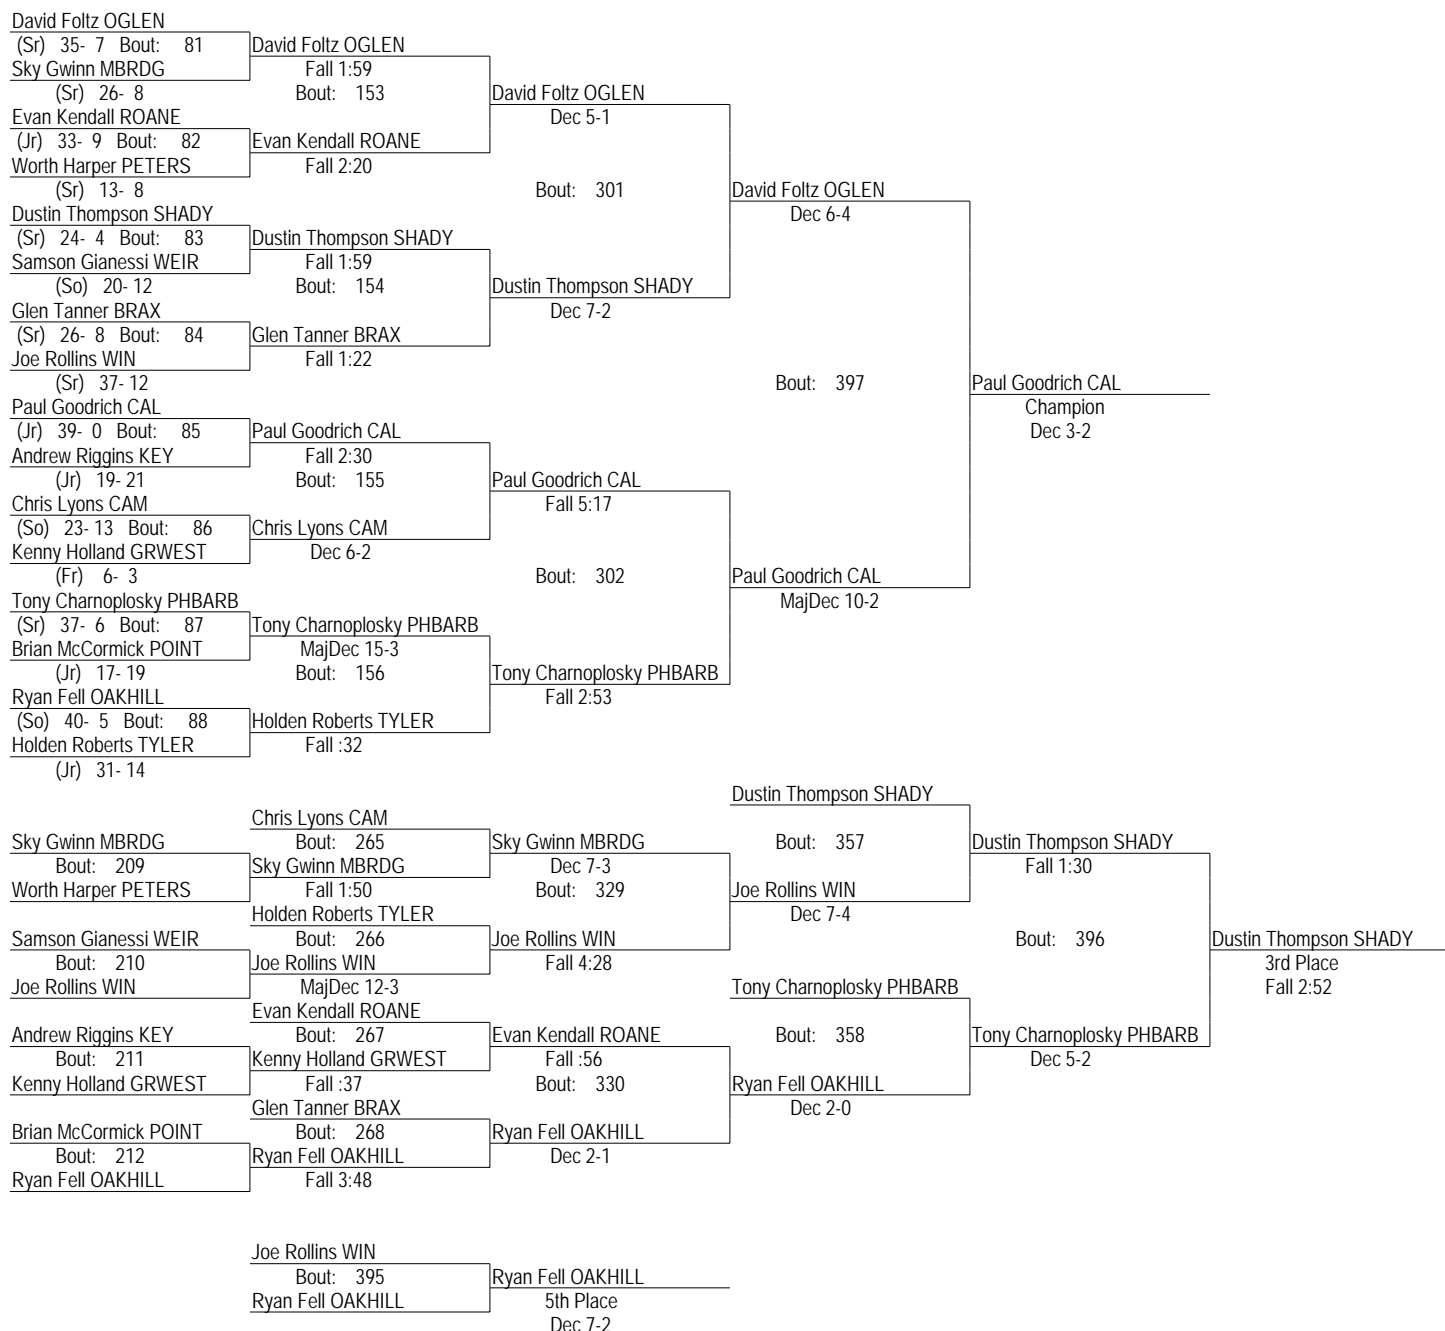 David Foltz OGLEN
(Sr) 35- 7 Bout: 81 David Foltz OGLEN
Sky Gwinn MBRDG Fall 1:59
(Sr) 26- 8 Bout: 153 David Foltz OGLEN
Evan Kendall ROANE Dec 5-1
(Jr) 33- 9 Bout: 82 Evan Kendall ROANE
Worth Harper PETERS Fall 2:20
(Sr) 13- 8 Bout: 301 David Foltz OGLEN
Dustin Thompson SHADY Dec 6-4
(Sr) 24- 4 Bout: 83 Dustin Thompson SHADY
Samson Gianessi WEIR Fall 1:59
(So) 20- 12 Bout: 154 Dustin Thompson SHADY
Glen Tanner BRAX Dec 7-2
(Sr) 26- 8 Bout: 84 Glen Tanner BRAX
Joe Rollins WIN Fall 1:22
(Sr) 37- 12 Bout: 397 Paul Goodrich CAL
Paul Goodrich CAL Champion
(Jr) 39- 0 Bout: 85 Paul Goodrich CAL Dec 3-2
Andrew Riggins KEY Fall 2:30
(Jr) 19- 21 Bout: 155 Paul Goodrich CAL
Chris Lyons CAM Fall 5:17
(So) 23- 13 Bout: 86 Chris Lyons CAM
Kenny Holland GRWEST Dec 6-2
(Fr) 6- 3 Bout: 302 Paul Goodrich CAL
Tony Charnoplosky PHBARB MajDec 10-2
(Sr) 37- 6 Bout: 87 Tony Charnoplosky PHBARB
Brian McCormick POINT MajDec 15-3
(Jr) 17- 19 Bout: 156 Tony Charnoplosky PHBARB
Ryan Fell OAKHILL Fall 2:53
(So) 40- 5 Bout: 88 Holden Roberts TYLER
Holden Roberts TYLER Fall :32
(Jr) 31- 14
Dustin Thompson SHADY
Chris Lyons CAM
Sky Gwinn MBRDG Bout: 265 Sky Gwinn MBRDG Bout: 357 Dustin Thompson SHADY
Bout: 209 Sky Gwinn MBRDG Dec 7-3 Fall 1:30
Worth Harper PETERS Fall 1:50 Bout: 329 Joe Rollins WIN
Holden Roberts TYLER Dec 7-4
Samson Gianessi WEIR Bout: 266 Joe Rollins WIN Bout: 396 Dustin Thompson SHADY
Bout: 210 Joe Rollins WIN Fall 4:28 3rd Place
Joe Rollins WIN MajDec 12-3 Tony Charnoplosky PHBARB Fall 2:52
Evan Kendall ROANE
Andrew Riggins KEY Bout: 267 Evan Kendall ROANE Bout: 358 Tony Charnoplosky PHBARB
Bout: 211 Kenny Holland GRWEST Fall :56 Dec 5-2
Kenny Holland GRWEST Fall :37 Bout: 330 Ryan Fell OAKHILL
Glen Tanner BRAX Dec 2-0
Brian McCormick POINT Bout: 268 Ryan Fell OAKHILL
Bout: 212 Ryan Fell OAKHILL Dec 2-1
Ryan Fell OAKHILL Fall 3:48
Joe Rollins WIN
Bout: 395 Ryan Fell OAKHILL
Ryan Fell OAKHILL 5th Place
Dec 7-2